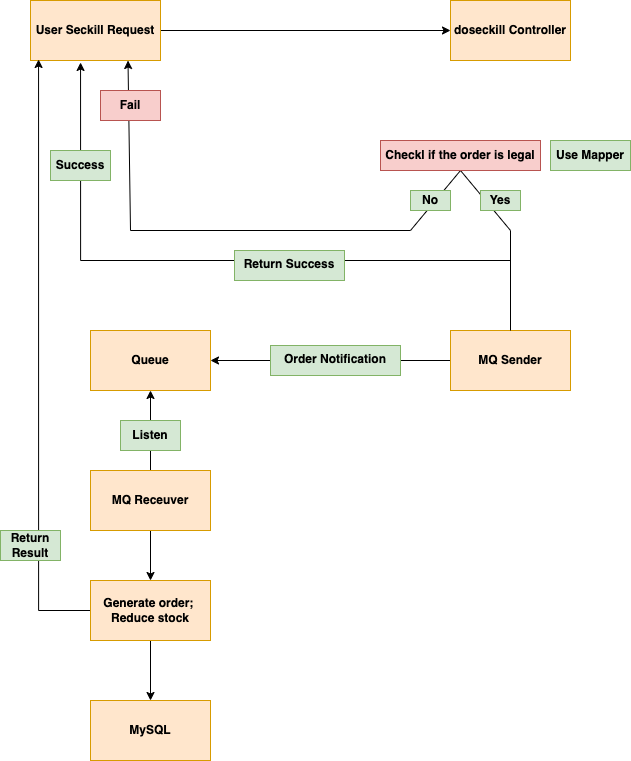 User Seckill Request
doseckill Controller
Fail
Success
Checkl if the order is legal
Use Mapper
No
Yes
Return Success
Queue
Order Notification
MQ Sender
Listen
MQ Receuver
Return
Result
Generate order;
Reduce stock
MySQL